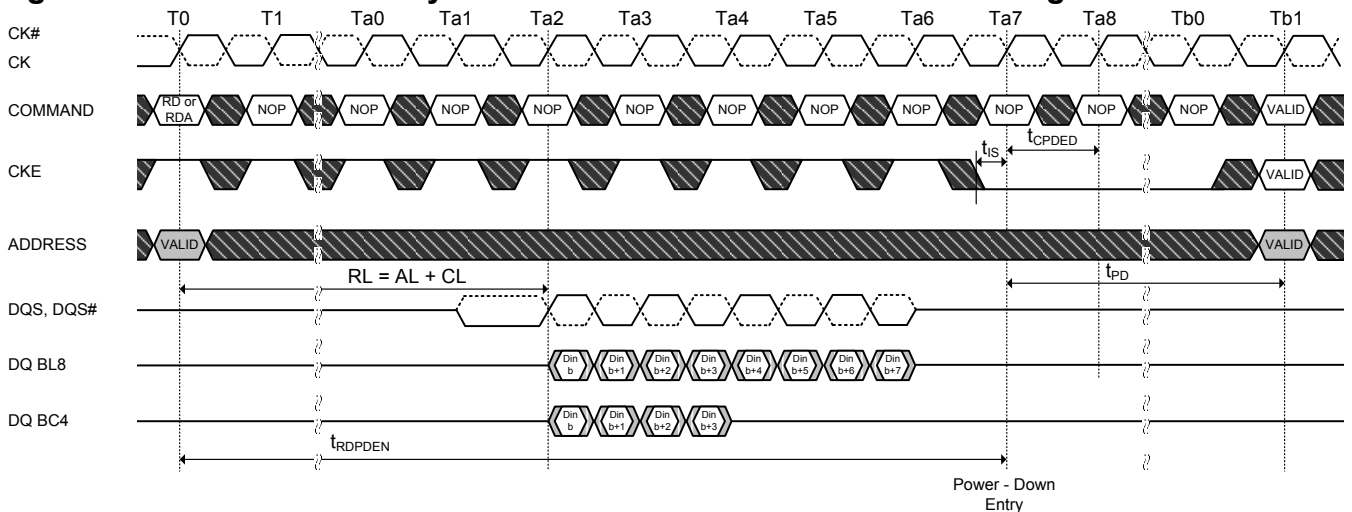 T0 T1 Ta0 Ta1 Ta2 Ta3 Ta4 Ta5 Ta6 Ta7 Ta8 Tb0 Tb1
CK#
CK
COMMAND RD or RDA NOP NOP NOP NOP NOP NOP NOP NOP NOP NOP NOP VALID
tIS tCPDED
CKE VALID
ADDRESS VALID VALID
RL = AL + CL tPD
DQS, DQS#
DQ BL8 Din b Din b+1 Din b+2 Din b+3 Din b+4 Din b+5 Din b+6 Din b+7
DQ BC4 Din b Din b+1 Din b+2 Din b+3
tRDPDEN
Power - Down
Entry